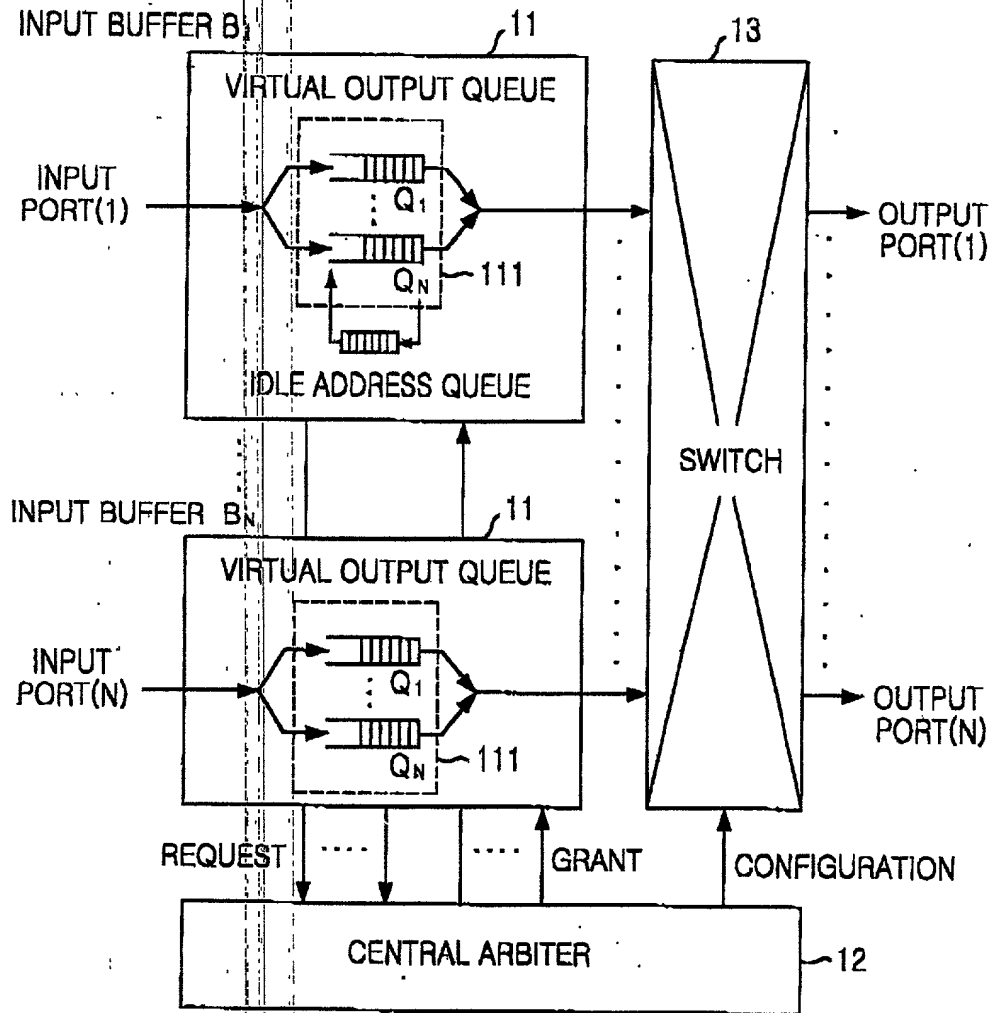 INPUT BUFFER B1
11
13
VIRTUAL OUTPUT QUEUE
INPUT
PORT(1)
Q1
QN
111
OUTPUT
PORT(1)
IDLE ADDRESS QUEUE
SWITCH
INPUT BUFFER BN
11
VIRTUAL OUTPUT QUEUE
INPUT
PORT(N)
Q1
QN
111
OUTPUT
PORT(N)
REQUEST
GRANT
CONFIGURATION
CENTRAL ARBITER
12